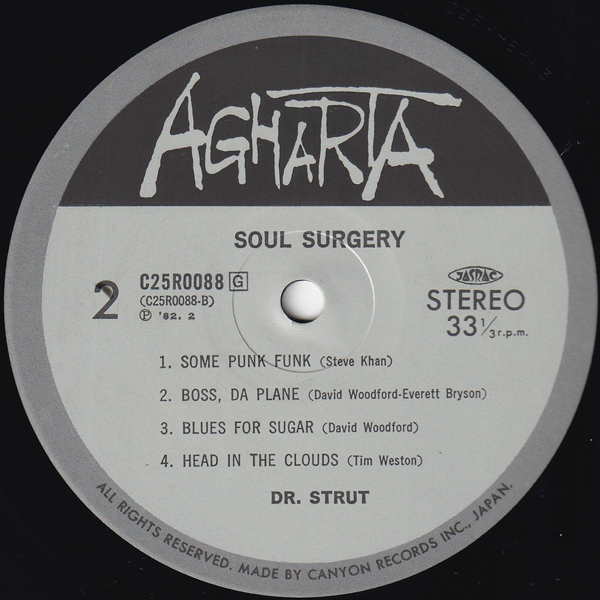 AGHARTA
SOUL SURGERY
2
C25R0088 G
(C25R0088-B)
Ⓟ '82. 2
JASRAC
STEREO
33 1/3 r.p.m.
1. SOME PUNK FUNK (Steve Khan)
2. BOSS, DA PLANE (David Woodford-Everett Bryson)
3. BLUES FOR SUGAR (David Woodford)
4. HEAD IN THE CLOUDS (Tim Weston)
DR. STRUT
ALL RIGHTS RESERVED. MADE BY CANYON RECORDS INC., JAPAN.